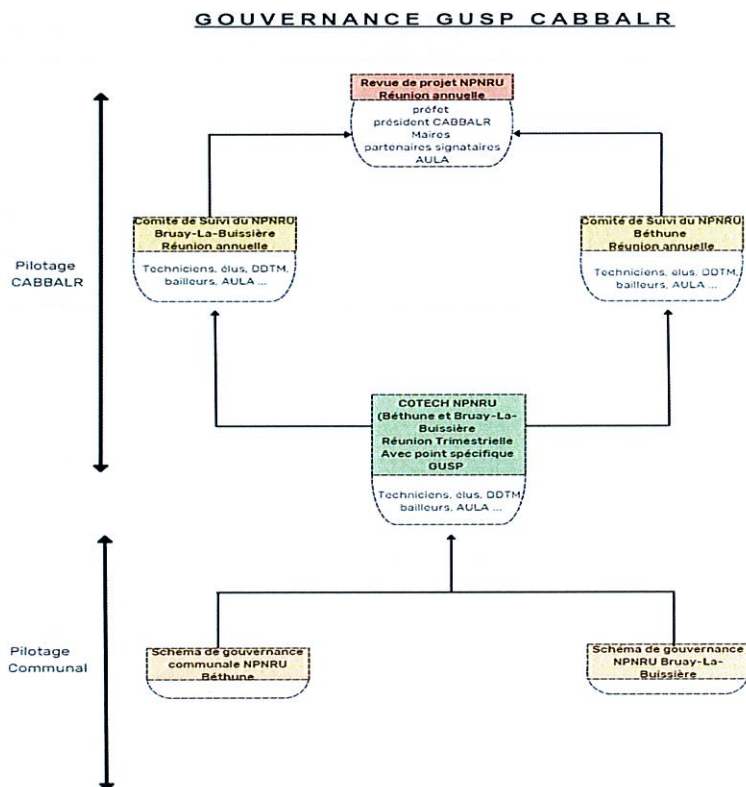 GOUVERNANCE GUSP CABBALR
Revue de projet NPNRU
Réunion annuelle
préfet
président CABBALR
Maires
partenaires signataires
AULA
Comité de Suivi du NPNRU
Bruay-La-Buissière
Réunion annuelle
Techniciens, élus, DDTM,
bailleurs, AULA ...
Comité de Suivi du NPNRU
Béthune
Réunion annuelle
Techniciens, élus, DDTM,
bailleurs, AULA ...
Pilotage
CABBALR
COTECH NPNRU
(Béthune et Bruay-La-
Buissière
Réunion Trimestrielle
Avec point spécifique
GUSP
Techniciens, élus, DDTM,
bailleurs, AULA ...
Pilotage
Communal
Schéma de gouvernance
communale NPNRU
Béthune
Schéma de gouvernance
NPNRU Bruay-La-
Buissière